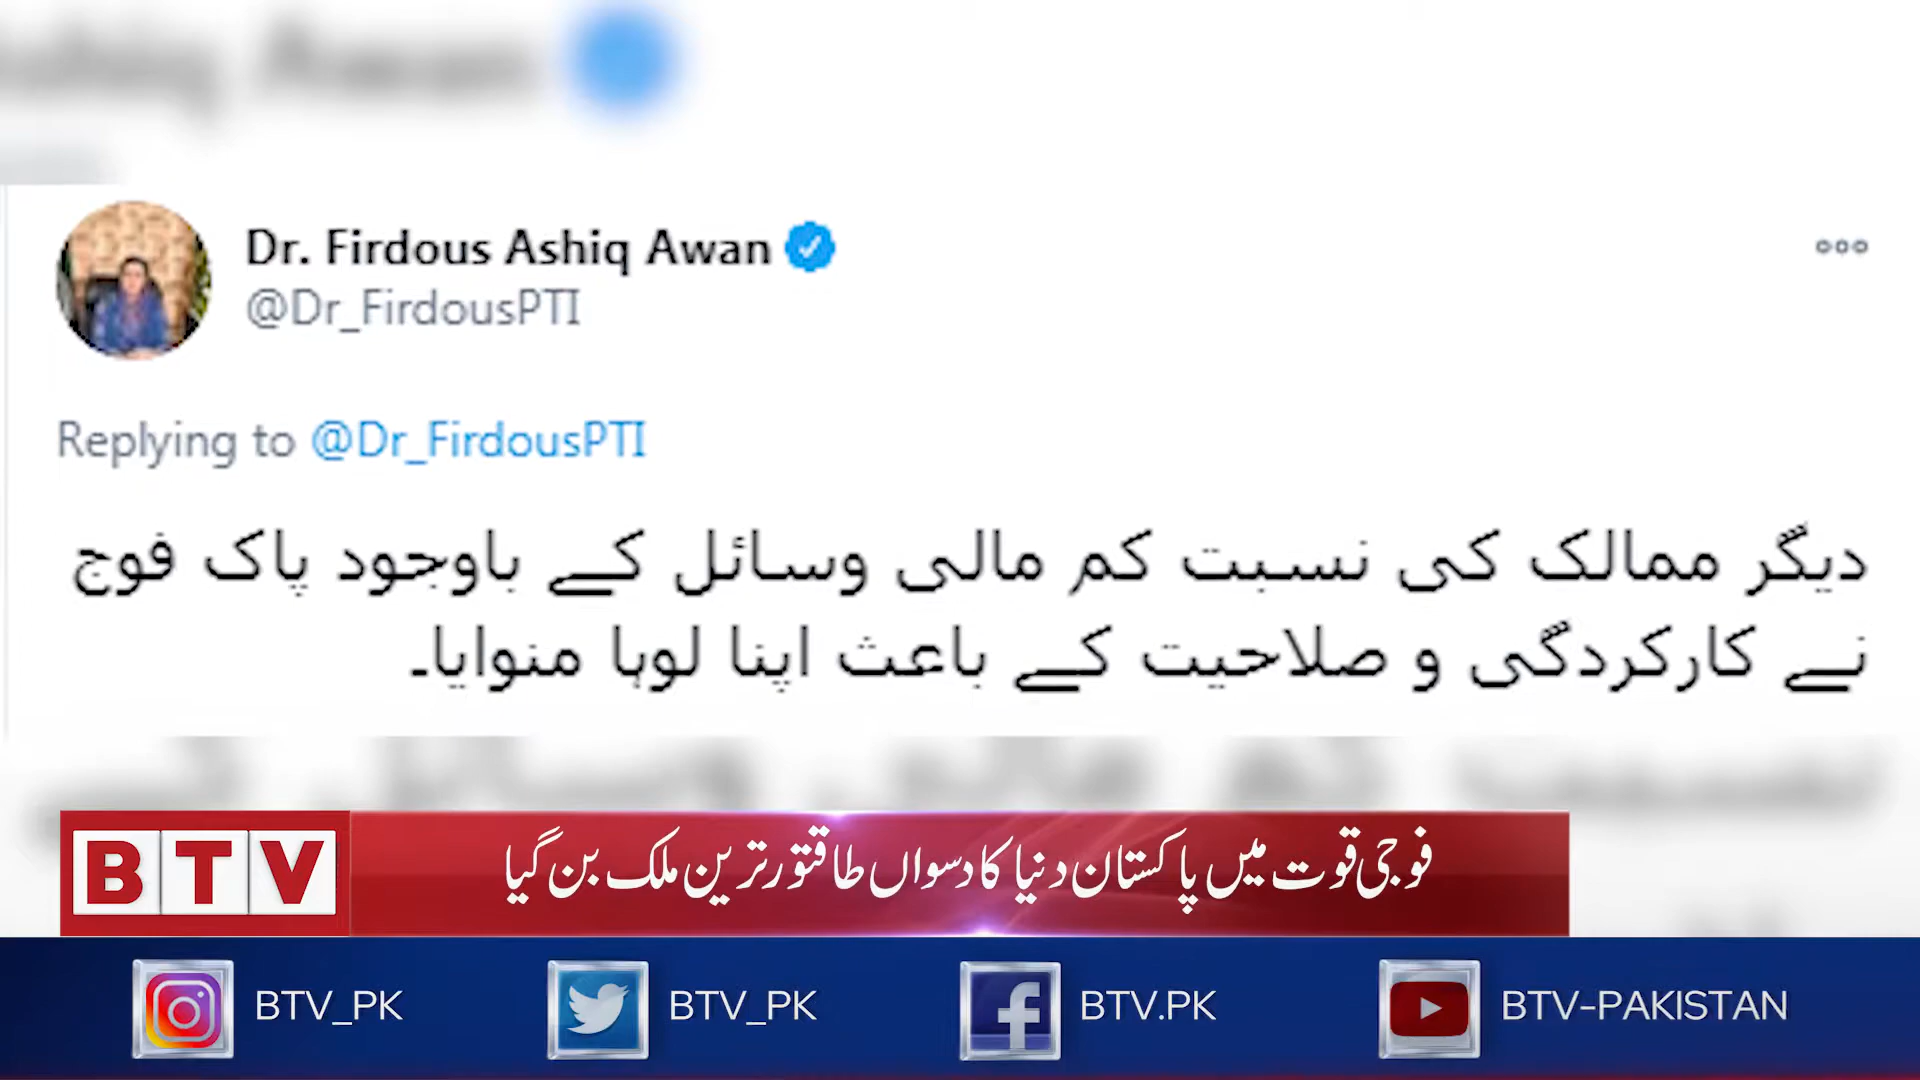 Ashiq Awan
Dr. Firdous Ashiq Awan
@Dr_FirdousPTI
Replying to @Dr_FirdousPTI
دیگر ممالک کی نسبت کم مالی وسائل کے باوجود پاک فوج
نے کارکردگی و صلاحیت کے باعث اپنا لوہا منوایا۔
BTV
فوجی قوت میں پاکستان دنیا کا دسواں طاقتور ترین ملک بن گیا
BTV_PK
BTV_PK
BTV.PK
BTV-PAKISTAN